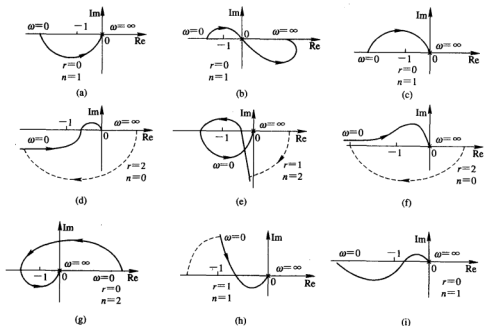 Im
ω=0
−1
ω=∞
0
Re
r=0
n=1
(a)
Im
ω=∞
ω=0
−1
0
Re
r=0
n=1
(b)
Im
ω=0
−1
ω=∞
0
Re
r=0
n=1
(c)
Im
−1
ω=∞
0
Re
ω=0
r=2
n=0
(d)
Im
−1
ω=∞
0
Re
ω=0
r=1
n=2
(e)
Im
ω=0
−1
ω=∞
0
Re
r=2
n=0
(f)
Im
ω=∞
−1
0
ω=0
Re
r=0
n=2
(g)
ω=0
Im
−1
ω=∞
0
Re
r=1
n=1
(h)
Im
−1
ω=∞
0
Re
r=0
n=1
(i)